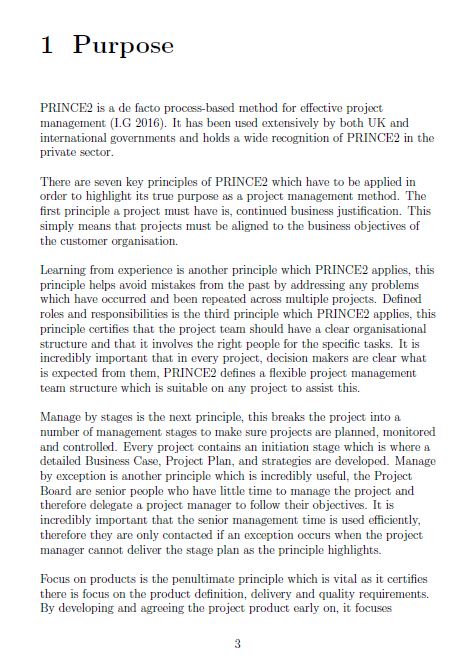 1 Purpose
PRINCE2 is a de facto process-based method for effective project
management (I.G 2016). It has been used extensively by both UK and
international governments and holds a wide recognition of PRINCE2 in the
private sector.
There are seven key principles of PRINCE2 which have to be applied in
order to highlight its true purpose as a project management method. The
first principle a project must have is, continued business justification. This
simply means that projects must be aligned to the business objectives of
the customer organisation.
Learning from experience is another principle which PRINCE2 applies, this
principle helps avoid mistakes from the past by addressing any problems
which have occurred and been repeated across multiple projects. Defined
roles and responsibilities is the third principle which PRINCE2 applies, this
principle certifies that the project team should have a clear organisational
structure and that it involves the right people for the specific tasks. It is
incredibly important that in every project, decision makers are clear what
is expected from them, PRINCE2 defines a flexible project management
team structure which is suitable on any project to assist this.
Manage by stages is the next principle, this breaks the project into a
number of management stages to make sure projects are planned, monitored
and controlled. Every project contains an initiation stage which is where a
detailed Business Case, Project Plan, and strategies are developed. Manage
by exception is another principle which is incredibly useful, the Project
Board are senior people who have little time to manage the project and
therefore delegate a project manager to follow their objectives. It is
incredibly important that the senior management time is used efficiently,
therefore they are only contacted if an exception occurs when the project
manager cannot deliver the stage plan as the principle highlights.
Focus on products is the penultimate principle which is vital as it certifies
there is focus on the product definition, delivery and quality requirements.
By developing and agreeing the project product early on, it focuses
3